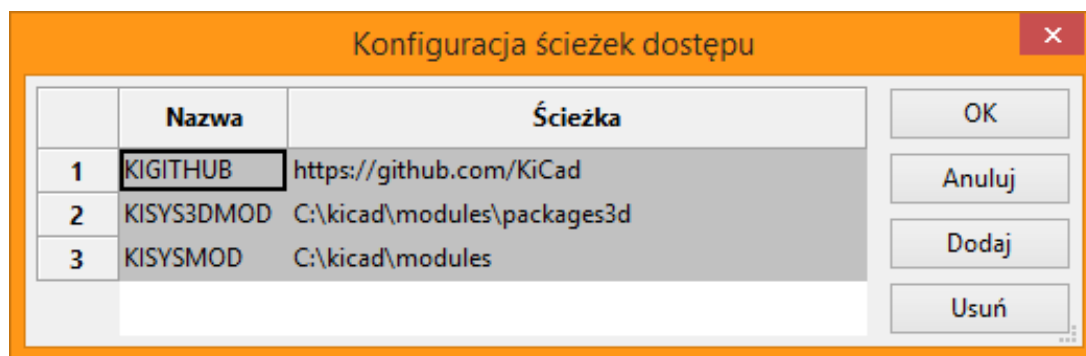 Konfiguracja ścieżek dostępu
×
Nazwa Ścieżka
1 KIGITHUB https://github.com/KiCad
2 KISYS3DMOD C:\kicad\modules\packages3d
3 KISYSMOD C:\kicad\modules
OK
Anuluj
Dodaj
Usuń